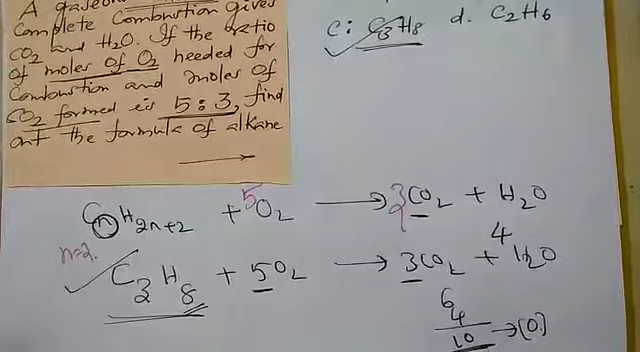 A gaseous
Complete Combustion gives
CO2 and H2O. If the ratio
of moles of O2 needed for
Combustion and moles of
CO2 formed is 5:3, find
out the formula of alkane
C: C3H8 d. C2H6
CnH2n+2 + 5O2 → 3CO2 + H2O
C3H8 + 5O2 → 3CO2 + 4H2O
6
4
10 → [O]